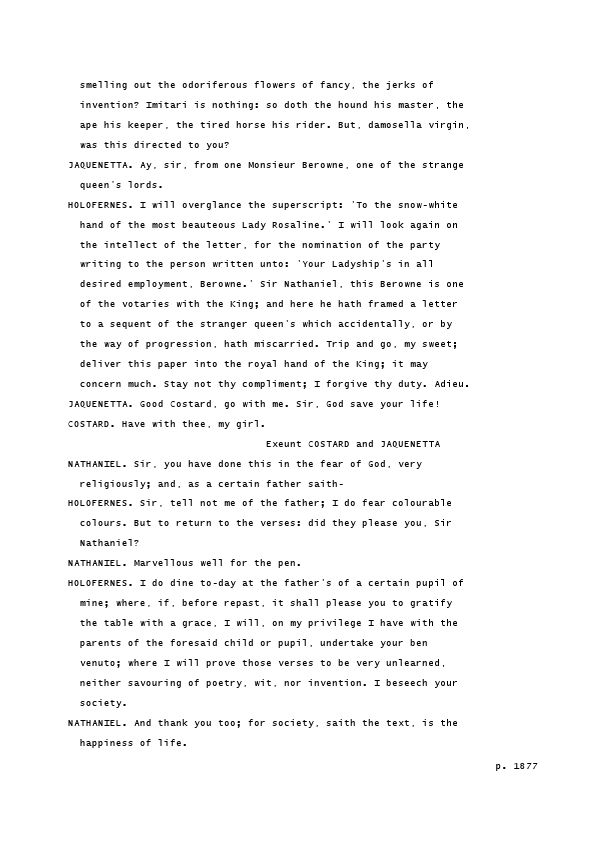 smelling out the odoriferous flowers of fancy, the jerks of
invention? Imitari is nothing: so doth the hound his master, the
ape his keeper, the tired horse his rider. But, damosella virgin,
was this directed to you?
JAQUENETTA. Ay, sir, from one Monsieur Berowne, one of the strange
queen's lords.
HOLOFERNES. I will overglance the superscript: 'To the snow-white
hand of the most beauteous Lady Rosaline.' I will look again on
the intellect of the letter, for the nomination of the party
writing to the person written unto: 'Your Ladyship's in all
desired employment, Berowne.' Sir Nathaniel, this Berowne is one
of the votaries with the King; and here he hath framed a letter
to a sequent of the stranger queen's which accidentally, or by
the way of progression, hath miscarried. Trip and go, my sweet;
deliver this paper into the royal hand of the King; it may
concern much. Stay not thy compliment; I forgive thy duty. Adieu.
JAQUENETTA. Good Costard, go with me. Sir, God save your life!
COSTARD. Have with thee, my girl.
Exeunt COSTARD and JAQUENETTA
NATHANIEL. Sir, you have done this in the fear of God, very
religiously; and, as a certain father saith-
HOLOFERNES. Sir, tell not me of the father; I do fear colourable
colours. But to return to the verses: did they please you, Sir
Nathaniel?
NATHANIEL. Marvellous well for the pen.
HOLOFERNES. I do dine to-day at the father's of a certain pupil of
mine; where, if, before repast, it shall please you to gratify
the table with a grace, I will, on my privilege I have with the
parents of the foresaid child or pupil, undertake your ben
venuto; where I will prove those verses to be very unlearned,
neither savouring of poetry, wit, nor invention. I beseech your
society.
NATHANIEL. And thank you too; for society, saith the text, is the
happiness of life.
p. 1877